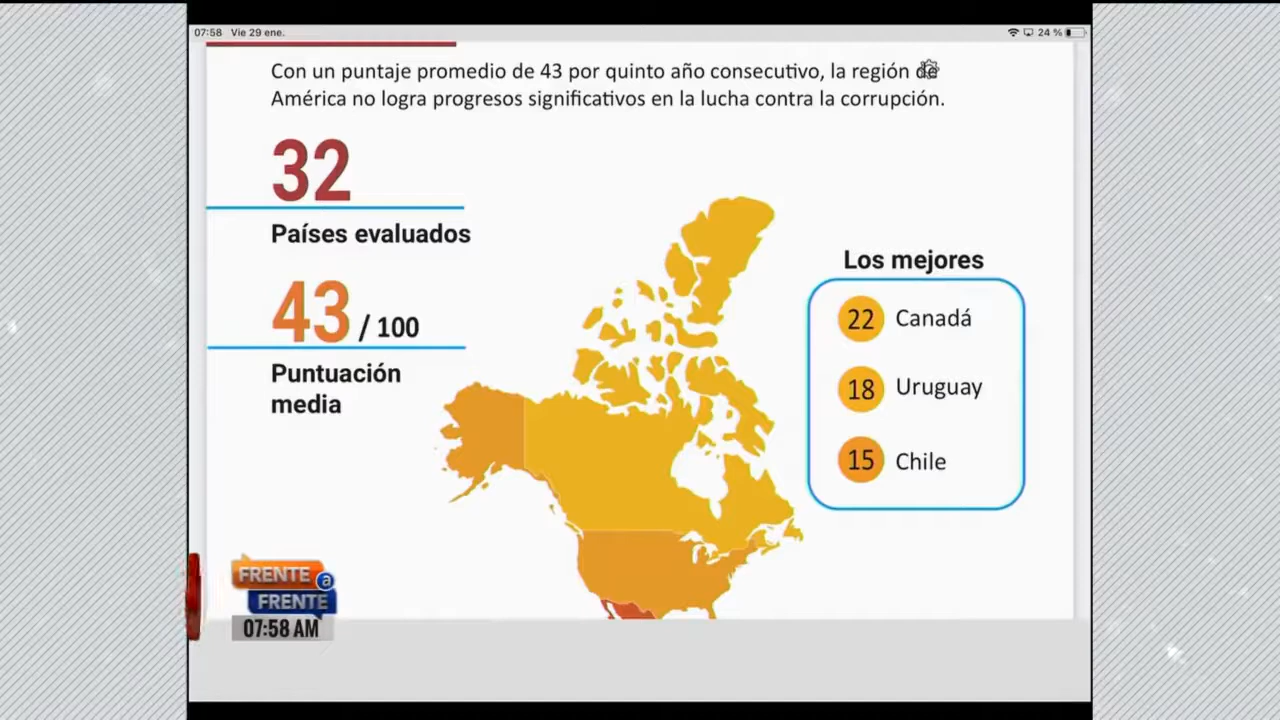 07:58 Vie 29 ene.
24 %
Con un puntaje promedio de 43 por quinto año consecutivo, la región de
América no logra progresos significativos en la lucha contra la corrupción.
32
Países evaluados
43 / 100
Puntuación
media
Los mejores
22 Canadá
18 Uruguay
15 Chile
FRENTE a
FRENTE
07:58 AM